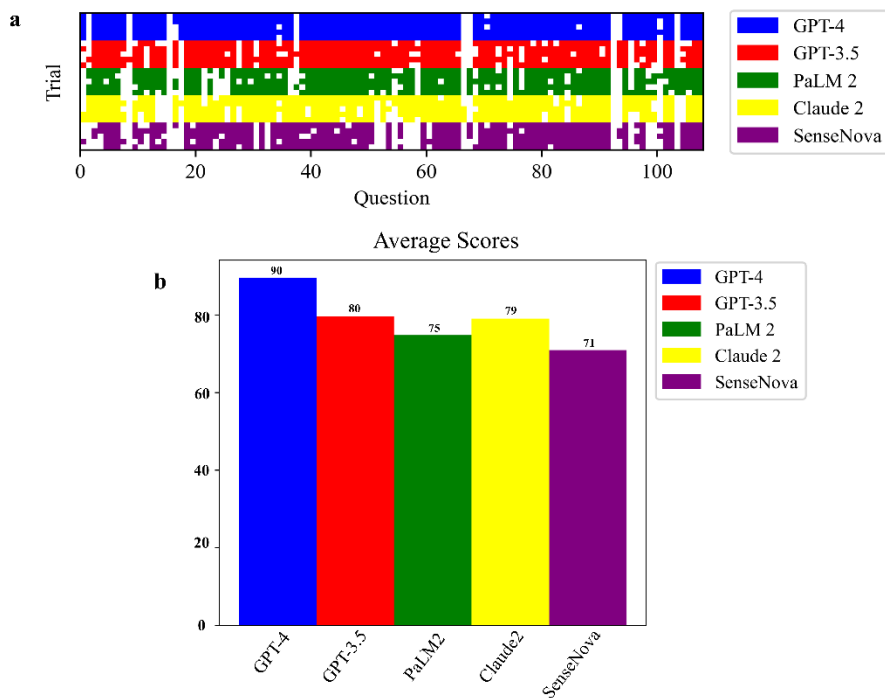 a
Trial
0 20 40 60 80 100
Question
GPT-4
GPT-3.5
PaLM 2
Claude 2
SenseNova
Average Scores
b
90
80
75
79
71
80
60
40
20
0
GPT-4
GPT-3.5
PaLM2
Claude2
SenseNova
GPT-4
GPT-3.5
PaLM 2
Claude 2
SenseNova